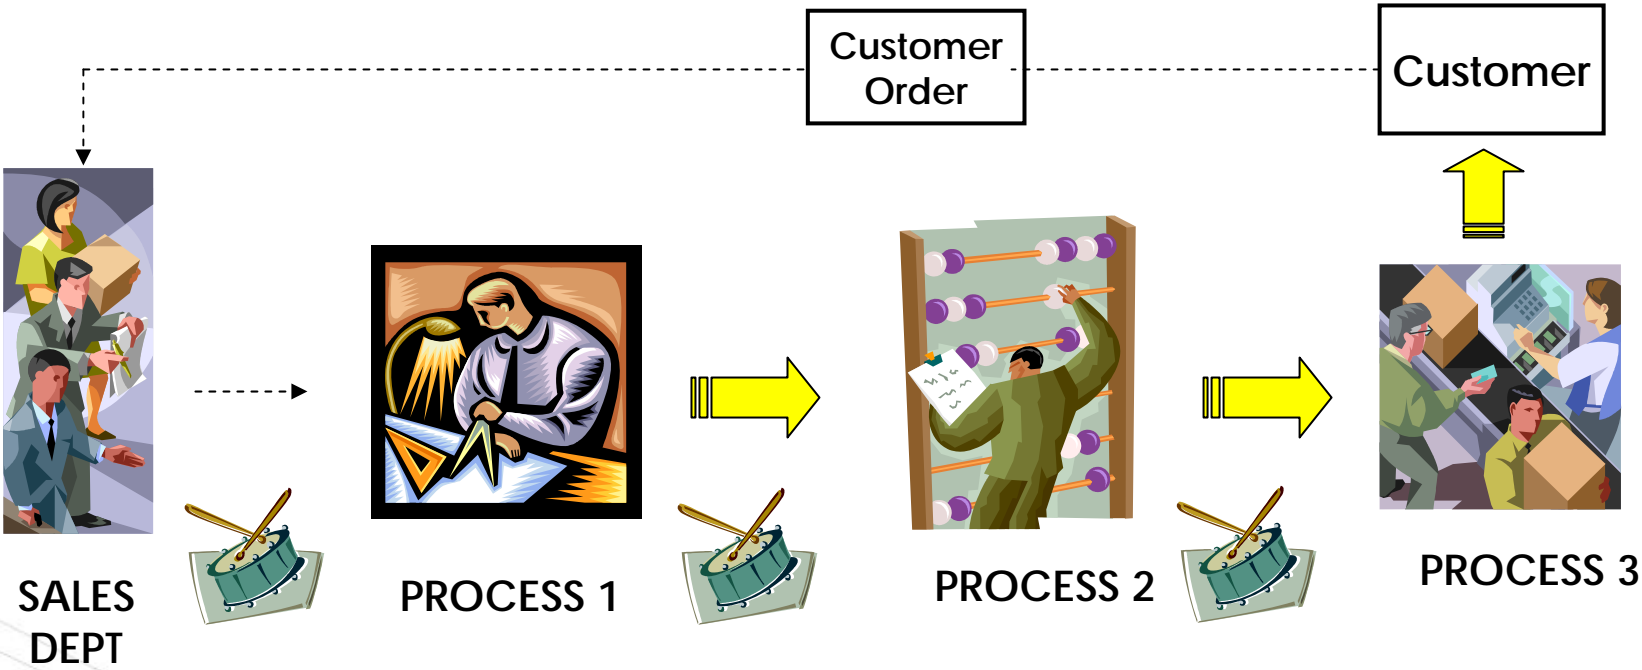 Customer
Order
Customer
SALES
DEPT
PROCESS 1
PROCESS 2
PROCESS 3